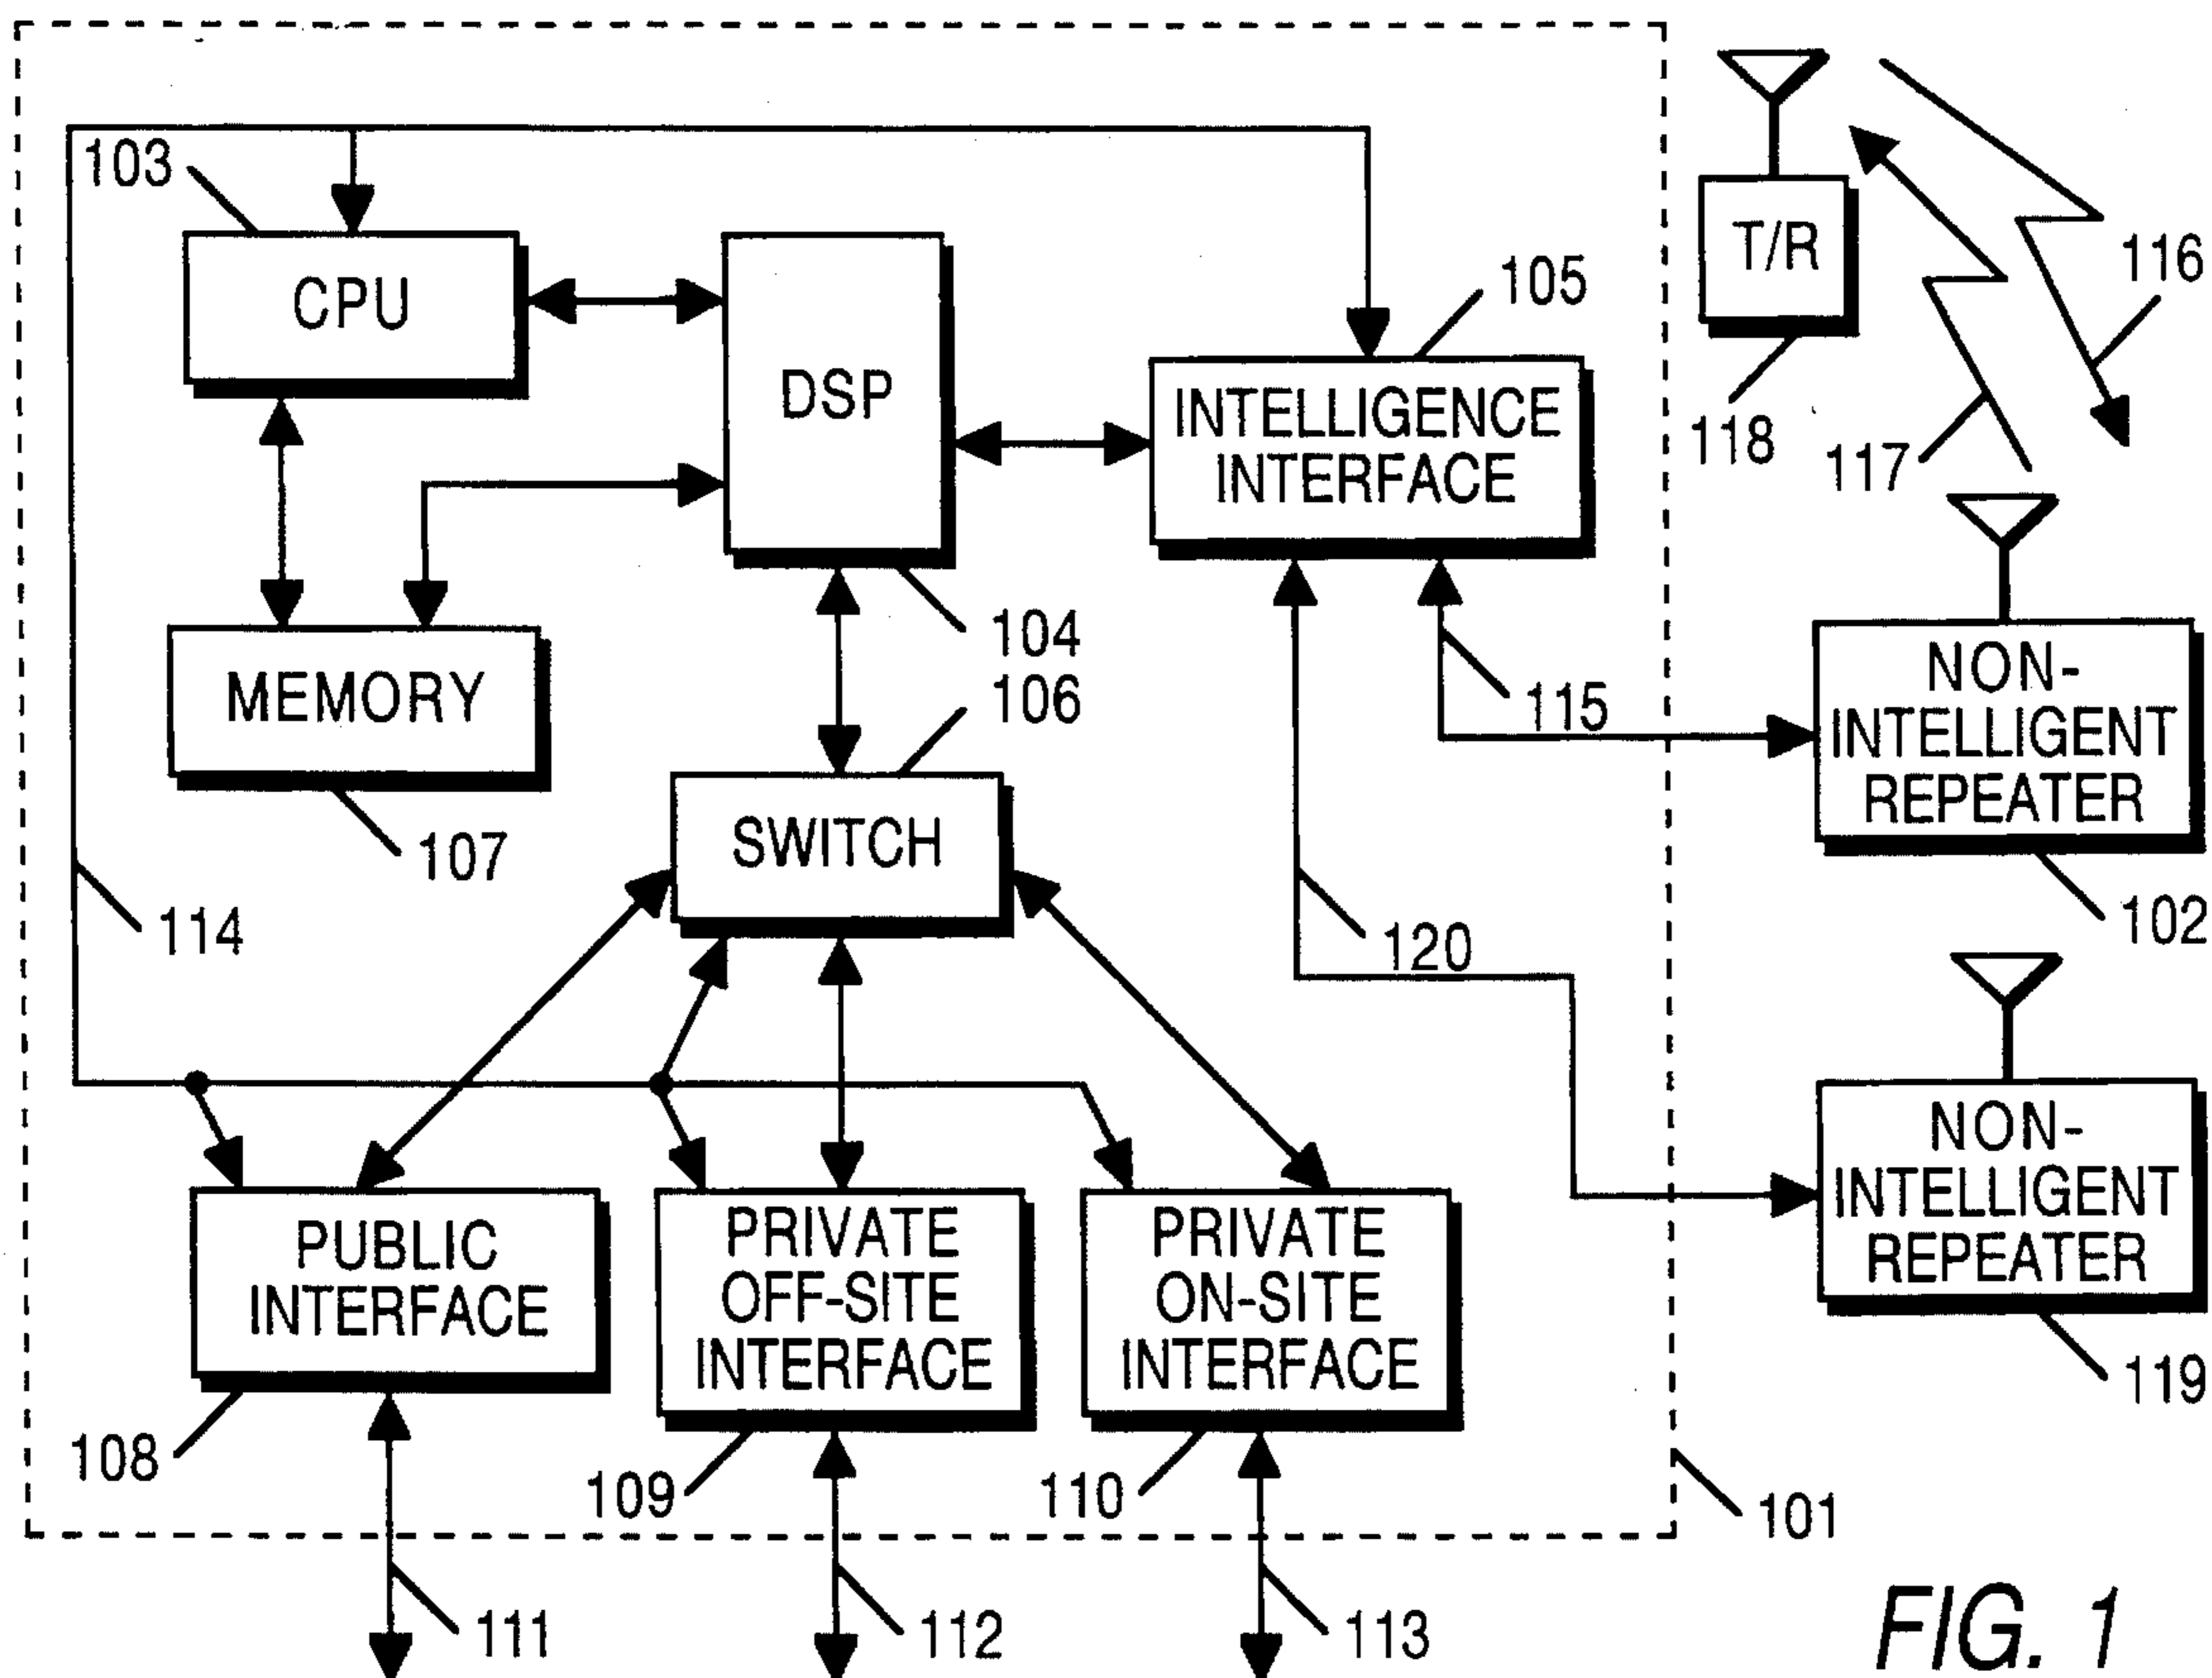 103
CPU
DSP
105
INTELLIGENCE
INTERFACE
T/R
116
118
117
104
106
MEMORY
107
115
NON-
INTELLIGENT
REPEATER
102
SWITCH
114
120
NON-
INTELLIGENT
REPEATER
119
PUBLIC
INTERFACE
PRIVATE
OFF-SITE
INTERFACE
PRIVATE
ON-SITE
INTERFACE
108
109
110
101
111
112
113
FIG. 1